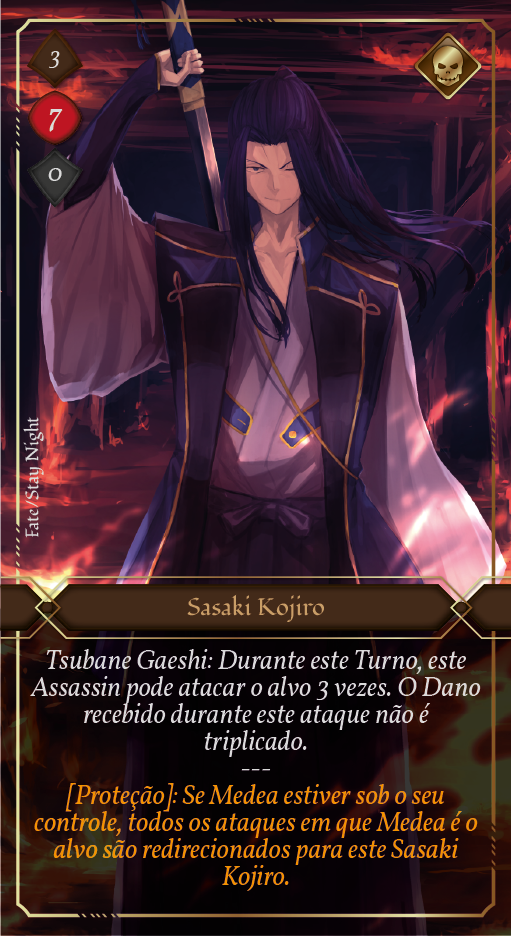 3
7
0
Fatc/Stay Night
Sasaki Kojiro
Tsubane Gaeshi: Durante este Turno, este
Assassin pode atacar o alvo 3 vezes. O Dano
recebido durante este ataque não é
triplicado.
---
[Proteção]: Se Medea estiver sob o seu
controle, todos os ataques em que Medea é o
alvo são redirecionados para este Sasaki
Kojiro.